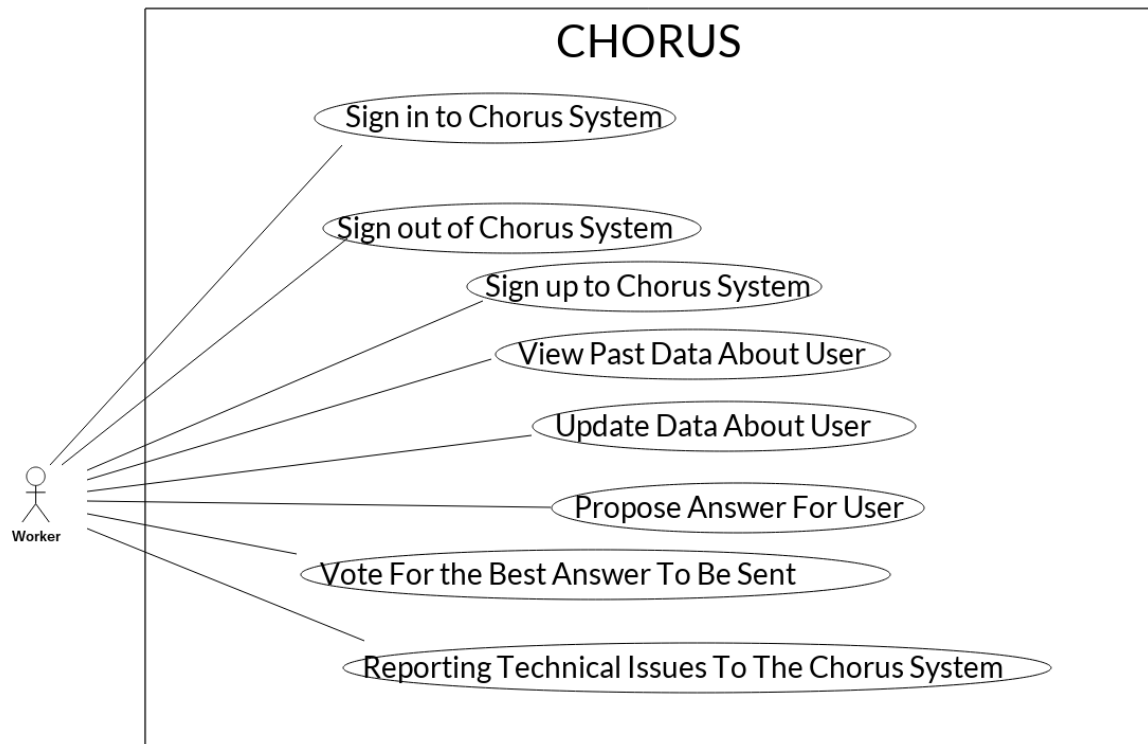 CHORUS
Sign in to Chorus System
Sign out of Chorus System
Sign up to Chorus System
View Past Data About User
Update Data About User
Propose Answer For User
Worker
Vote For the Best Answer To Be Sent
Reporting Technical Issues To The Chorus System